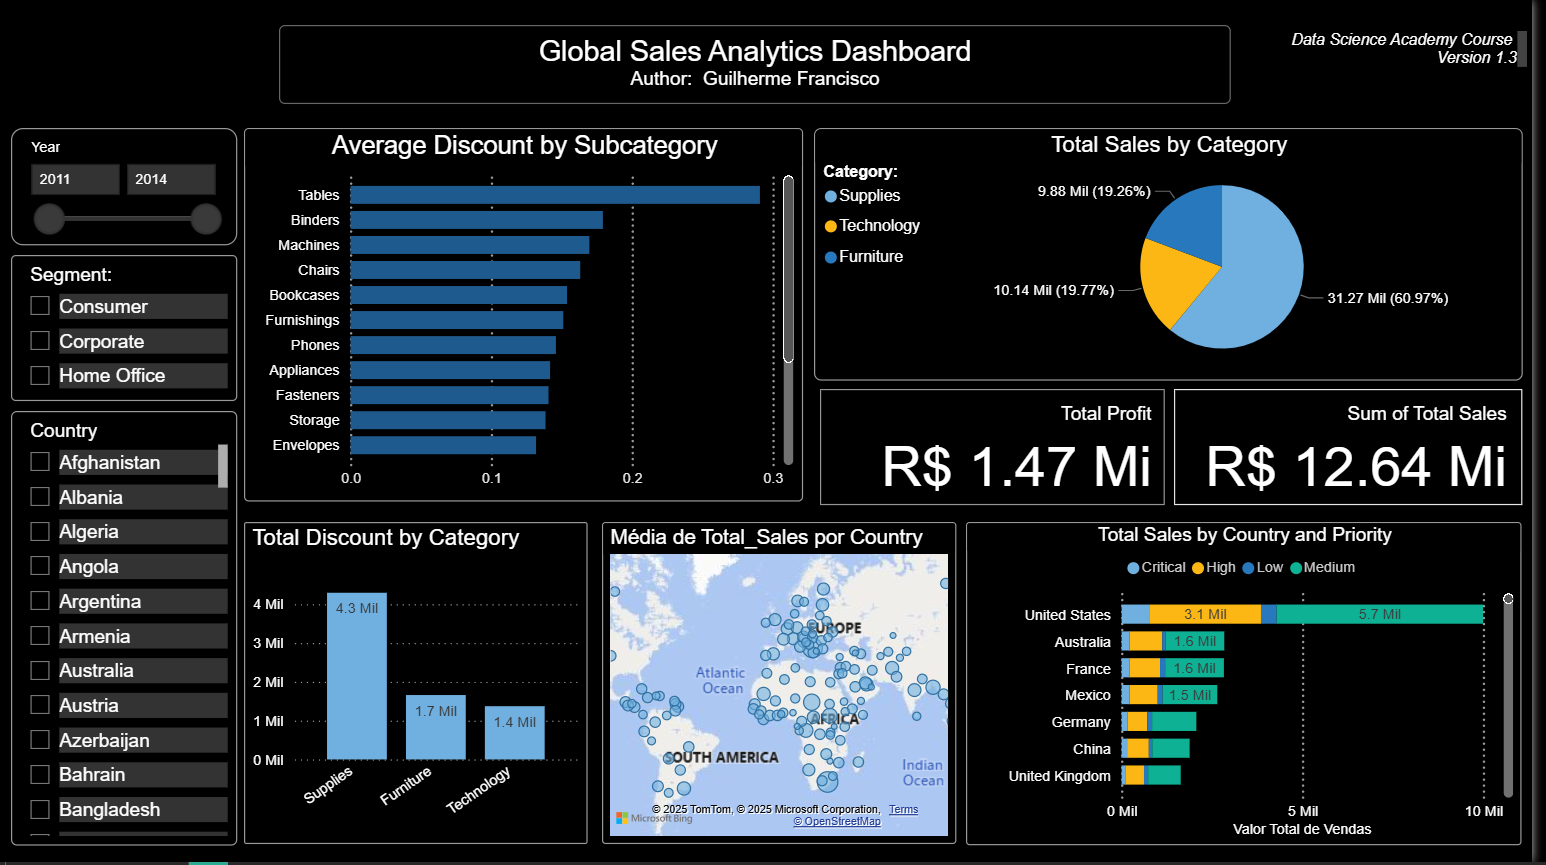 Global Sales Analytics Dashboard
Author:  Guilherme Francisco
Data Science Academy Course
Version 1.3
Year
2011
2014
Segment:
Consumer
Corporate
Home Office
Country
Afghanistan
Albania
Algeria
Angola
Argentina
Armenia
Australia
Austria
Azerbaijan
Bahrain
Bangladesh
Average Discount by Subcategory
Tables
Binders
Machines
Chairs
Bookcases
Furnishings
Phones
Appliances
Fasteners
Storage
Envelopes
0.0 0.1 0.2 0.3
Total Sales by Category
Category:
Supplies
Technology
Furniture
9.88 Mil (19.26%)
10.14 Mil (19.77%)
31.27 Mil (60.97%)
Total Profit
R$ 1.47 Mi
Sum of Total Sales
R$ 12.64 Mi
Total Discount by Category
4 Mil
3 Mil
2 Mil
1 Mil
0 Mil
4.3 Mil
1.7 Mil
1.4 Mil
Supplies
Furniture
Technology
Média de Total_Sales por Country
EUROPE
Atlantic
Ocean
AFRICA
SOUTH AMERICA
Indian
Ocean
© 2025 TomTom, © 2025 Microsoft Corporation, Terms
Microsoft Bing
© OpenStreetMap
Total Sales by Country and Priority
Critical High Low Medium
United States 3.1 Mil 5.7 Mil
Australia 1.6 Mil
France 1.6 Mil
Mexico 1.5 Mil
Germany
China
United Kingdom
0 Mil 5 Mil 10 Mil
Valor Total de Vendas